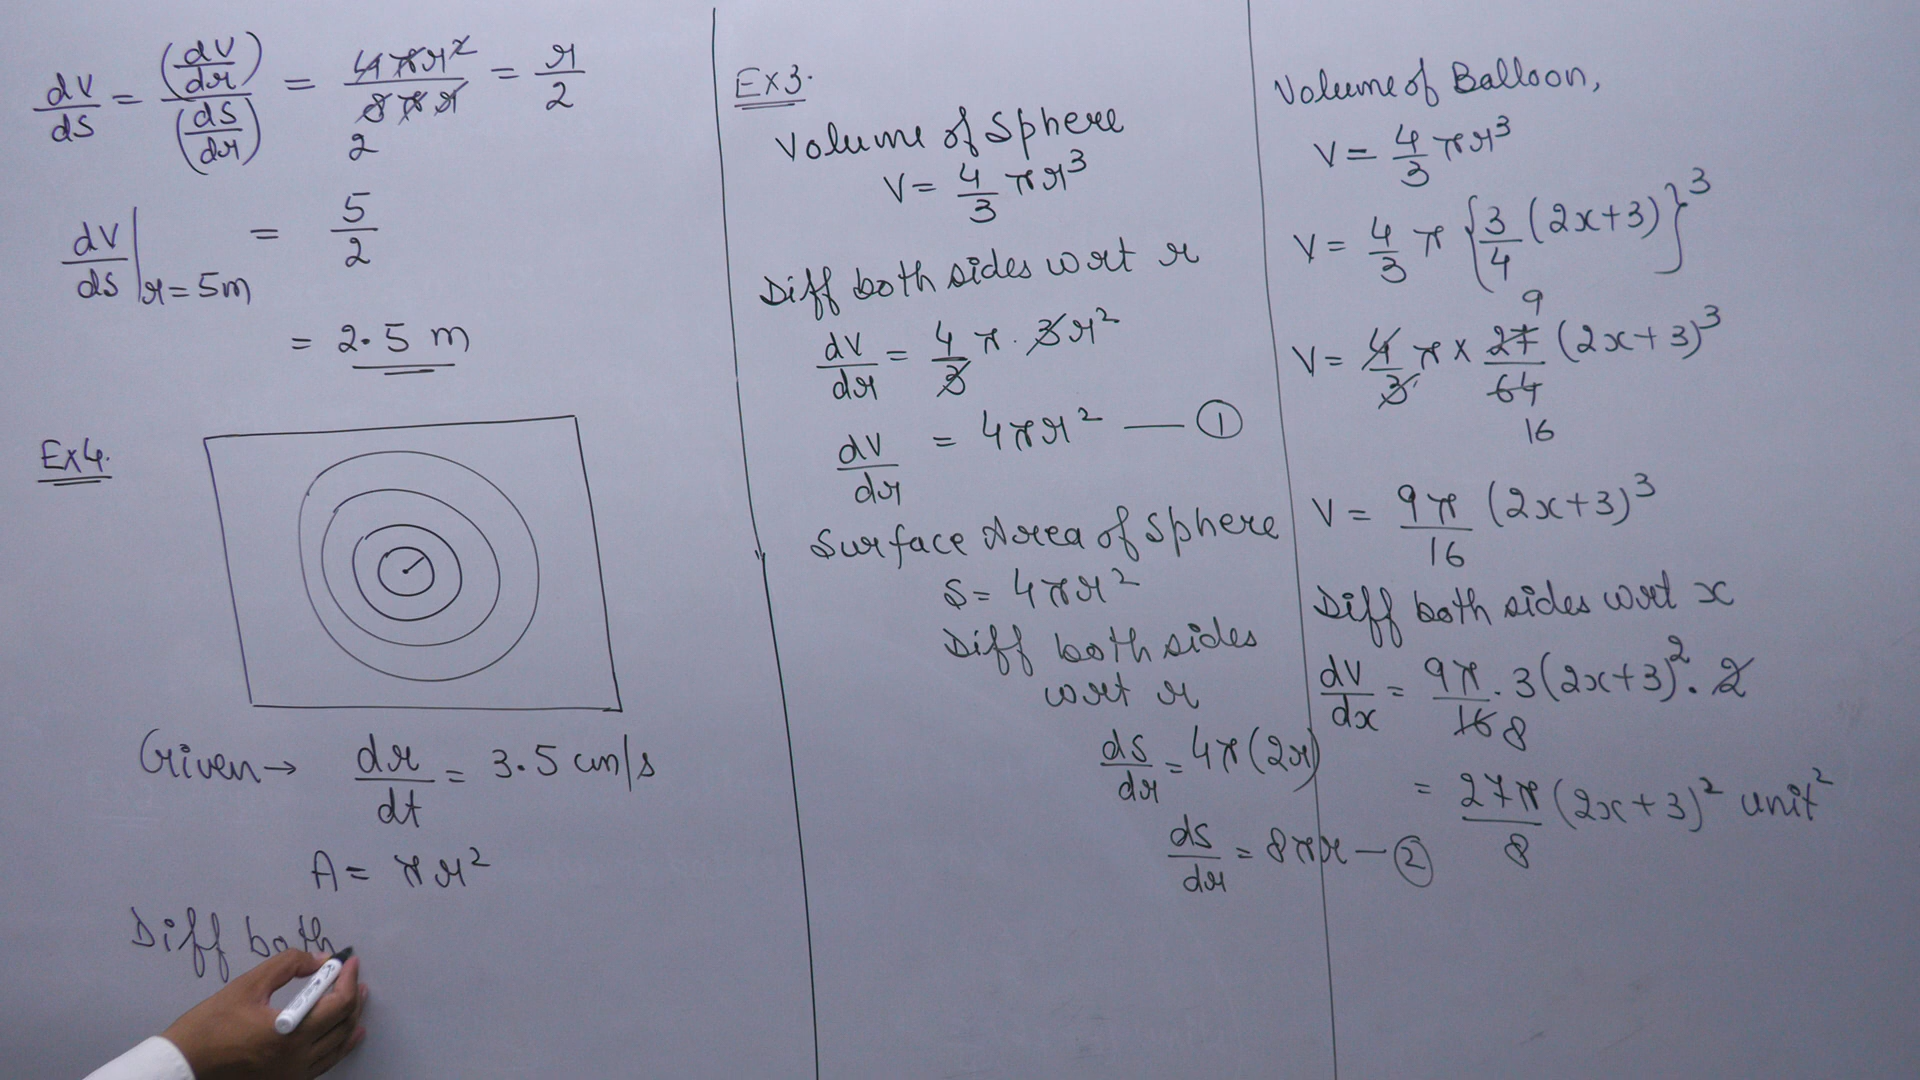 dV/dS = (dV/dr)/(dS/dr) = 4πr²/8πr = r/2
2
dV/dS|r=5m = 5/2
= 2.5 m
Ex4.
Given→ dr/dt = 3.5 cm/s
A = πr²
Diff both
Ex3.
Volume of Sphere
V = 4/3 πr³
Diff both sides wrt r
dV/dr = 4/3 π · 3r²
dV/dr = 4πr² — ①
Surface Area of Sphere
S = 4πr²
Diff both sides
wrt r
dS/dr = 4π(2r)
dS/dr = 8πr — ②
Volume of Balloon,
V = 4/3 πr³
V = 4/3 π {3/4 (2x+3)}³
9
V = 4/3 π × 27/64 (2x+3)³
16
V = 9π/16 (2x+3)³
Diff both sides wrt x
dV/dx = 9π/16 · 3(2x+3)² · 2
8
= 27π/8 (2x+3)² unit²